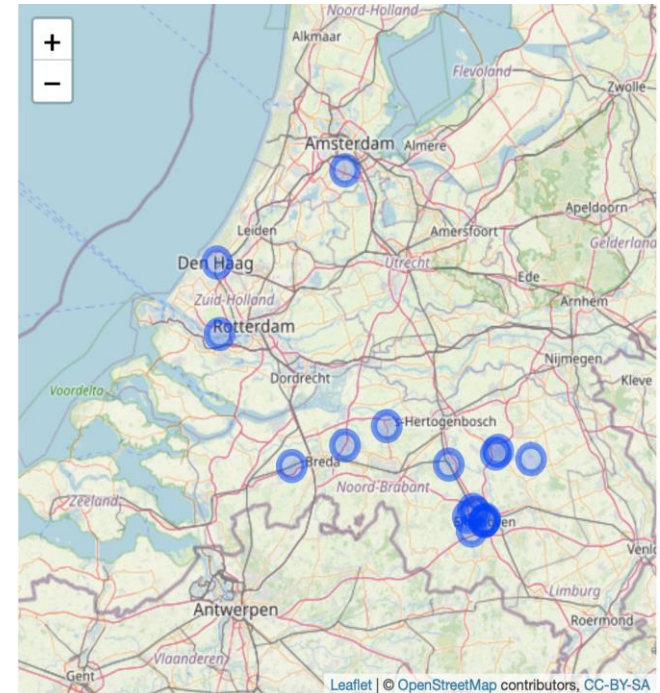 Noord-Holland
+
Alkmaar
−
Flevoland
Zwolle
Amsterdam
Almere
Apeldoorn
Leiden
Amersfoort
Gelderland
Den Haag
Utrecht
Ede
Zuid-Holland
Arnhem
Rotterdam
Nijmegen
Dordrecht
Kleve
Voordelta
s-Hertogenbosch
Breda
Noord-Brabant
Zeeland
Limburg
Antwerpen
Roermond
Vlaanderen
Gent
Leaflet | © OpenStreetMap contributors, CC-BY-SA